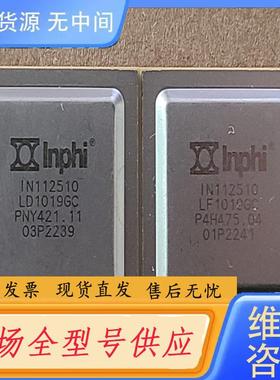 货源 无中间
Inphi
IN112510
LD1019GC
PNY421.11
03P2239
Inphi
IN112510
LF1019GC
P4H475.04
01P2241
发票 现货直发 售后无忧
场全型号供应
维
咨